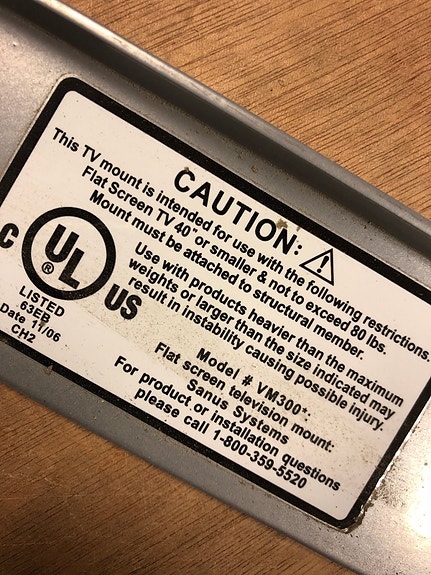 CAUTION:
This TV mount is intended for use with the following restrictions.
Flat Screen TV 40" or smaller & not to exceed 80 lbs.
Mount must be attached to structural member.
Use with products heavier than the maximum
weights or larger than the size indicated may
result in instability causing possible injury.
C UL ® US
LISTED
63EB
Date 11/06
CH2
Model # VM300*:
Flat screen television mount:
Sanus Systems
For product or installation questions
please call 1-800-359-5520